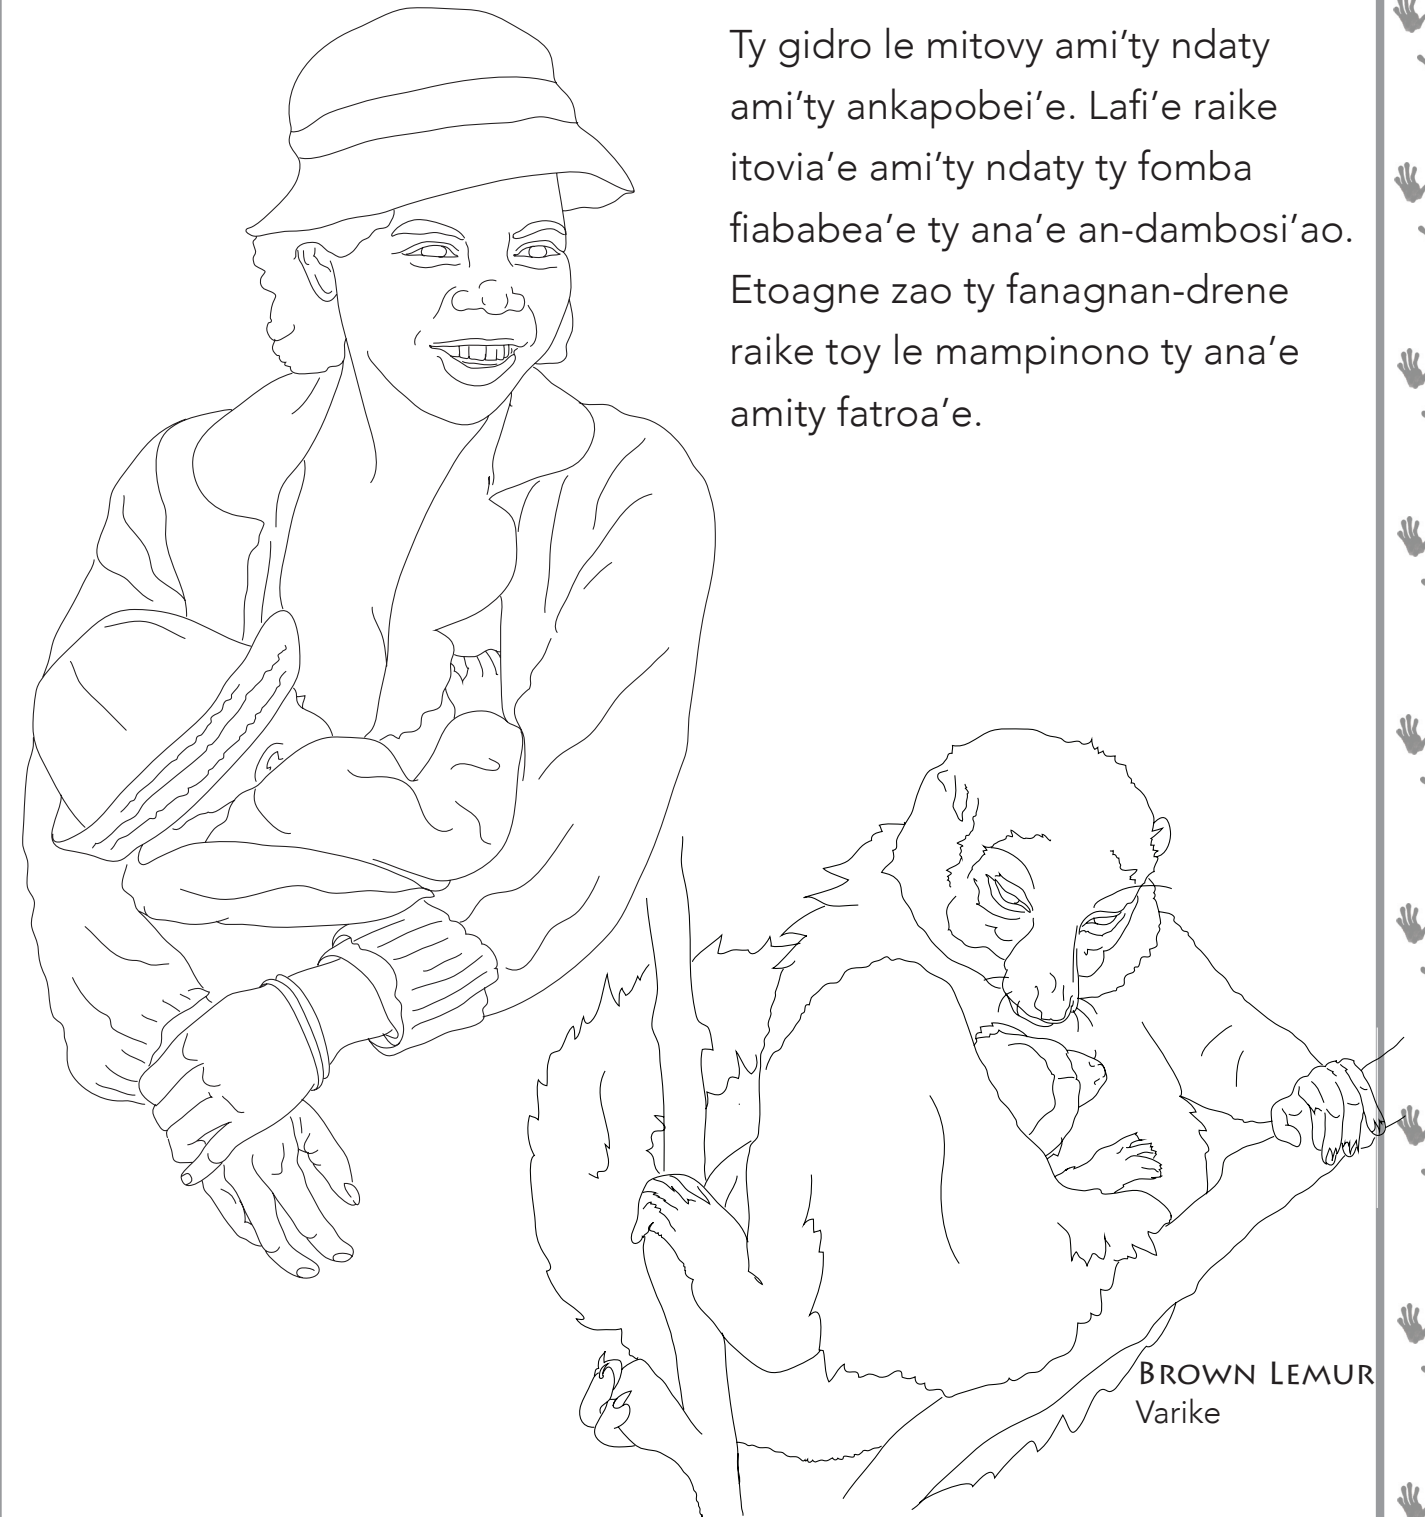 Ty gidro le mitovy ami’ty ndaty
ami’ty ankapobei’e. Lafi’e raike
itovia’e ami’ty ndaty ty fomba
fiababea’e ty ana’e an-dambosi’ao.
Etoagne zao ty fanagnan-drene
raike toy le mampinono ty ana’e
amity fatroa’e.
BROWN LEMUR
Varike